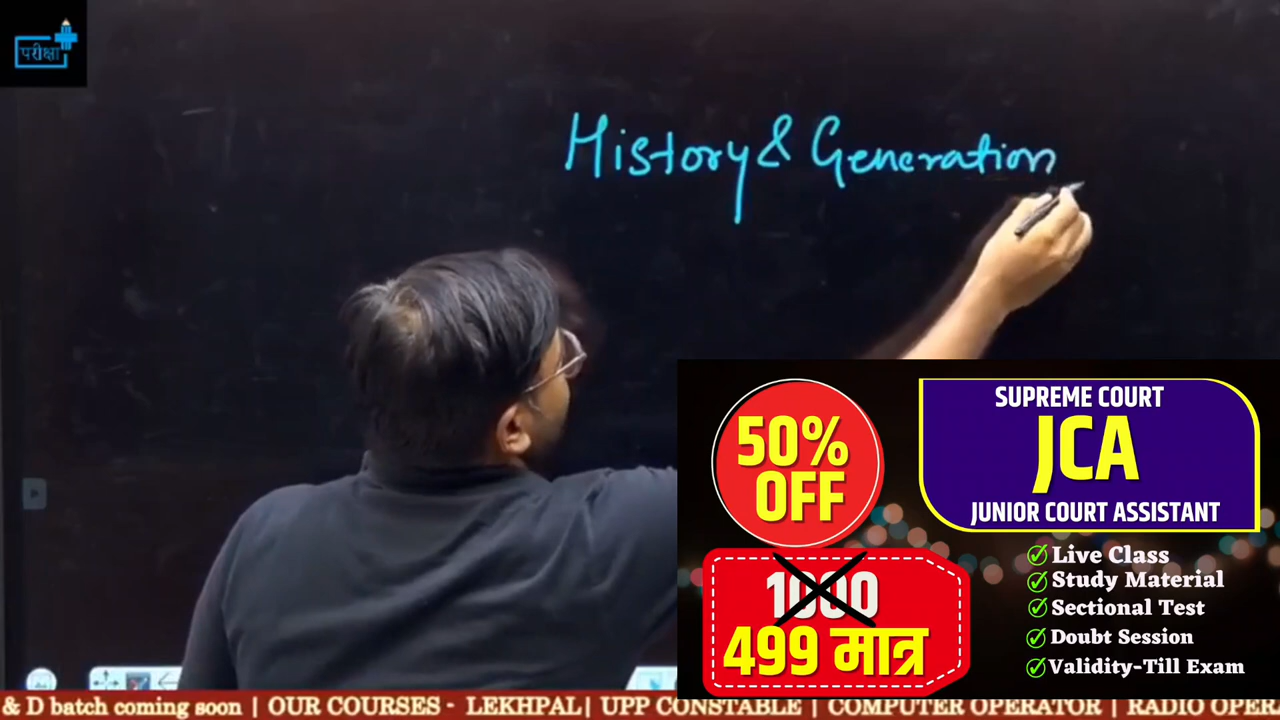 परीक्षा
History & Generation
50%
OFF
1000
499 मात्र
SUPREME COURT
JCA
JUNIOR COURT ASSISTANT
Live Class
Study Material
Sectional Test
Doubt Session
Validity-Till Exam
& D batch coming soon | OUR COURSES - LEKHPAL| UPP CONSTABLE | COMPUTER OPERATOR | RADIO OPER